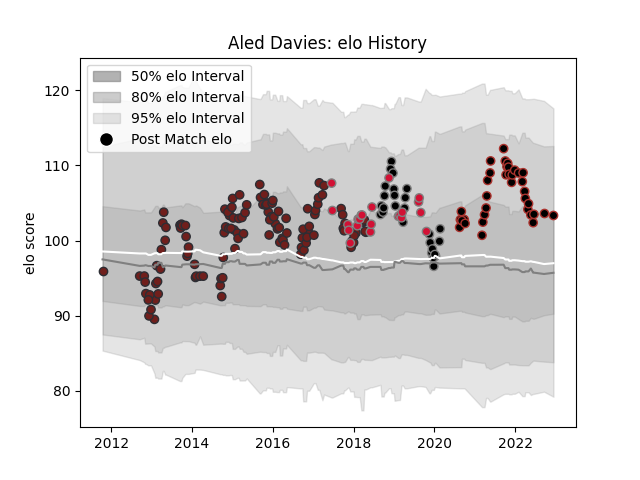 Aled Davies: elo History
50% elo Interval
80% elo Interval
95% elo Interval
Post Match elo
elo score
120
110
100
90
80
2012 2014 2016 2018 2020 2022